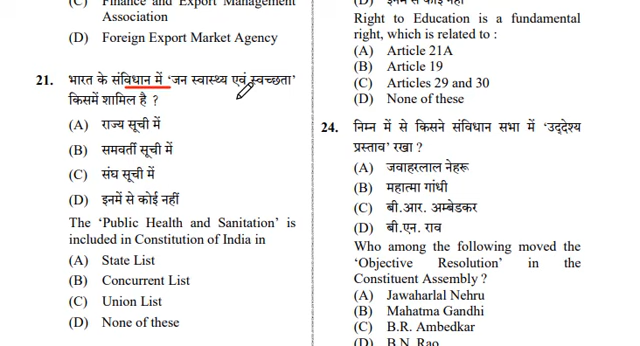 (C) Finance and Export Management
Association
(D) Foreign Export Market Agency
21. भारत के संविधान में 'जन स्वास्थ्य एवं स्वच्छता'
किसमें शामिल है ?
(A) राज्य सूची में
(B) समवर्ती सूची में
(C) संघ सूची में
(D) इनमें से कोई नहीं
The 'Public Health and Sanitation' is
included in Constitution of India in
(A) State List
(B) Concurrent List
(C) Union List
(D) None of these
(D) इनमें से कोई नहीं
Right to Education is a fundamental
right, which is related to :
(A) Article 21A
(B) Article 19
(C) Articles 29 and 30
(D) None of these
24. निम्न में से किसने संविधान सभा में 'उद्देश्य
प्रस्ताव' रखा ?
(A) जवाहरलाल नेहरू
(B) महात्मा गांधी
(C) बी.आर. अम्बेडकर
(D) बी.एन. राव
Who among the following moved the
'Objective Resolution' in the
Constituent Assembly ?
(A) Jawaharlal Nehru
(B) Mahatma Gandhi
(C) B.R. Ambedkar
(D) B.N. Rao